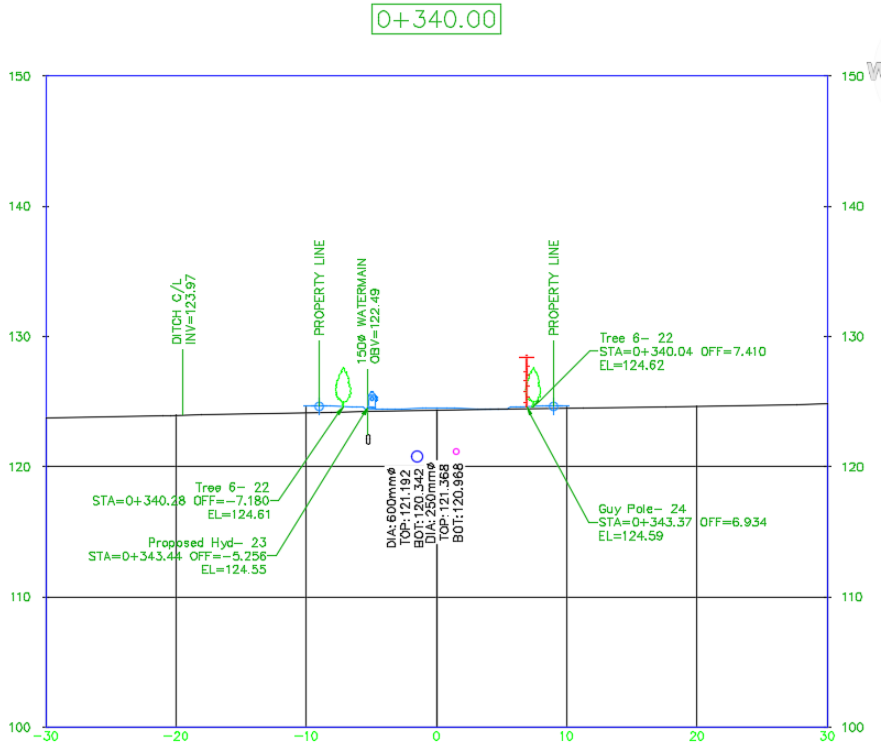 0+340.00
150
150
W
140
140
130
130
120
110
100
120
110
100
DITCH C/L
INV=123.97
PROPERTY LINE
150ø WATERMAIN
OBV=122.49
PROPERTY LINE
Tree 6- 22
STA=0+340.04 OFF=7.410
EL=124.62
Tree 6- 22
STA=0+340.28 OFF=-7.180
EL=124.61
Proposed Hyd- 23
STA=0+343.44 OFF=-5.256
EL=124.55
DIA:600mmø
TOP:121.192
BOT:120.342
DIA:250mmø
TOP:121.368
BOT:120.968
Guy Pole- 24
STA=0+343.37 OFF=6.934
EL=124.59
-30
-20
-10
0
10
20
30